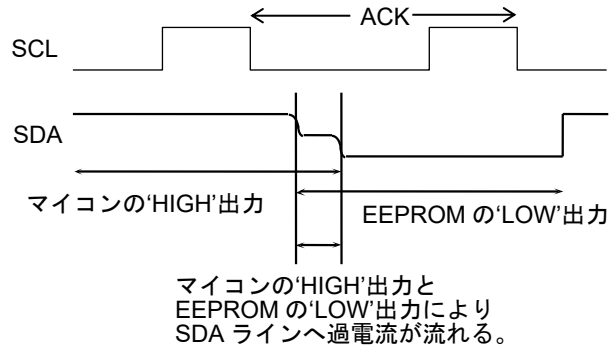 ACK
SCL
SDA
マイコンの‘HIGH’出力
EEPROM の‘LOW’出力
マイコンの‘HIGH’出力と
EEPROM の‘LOW’出力により
SDA ラインへ過電流が流れる。